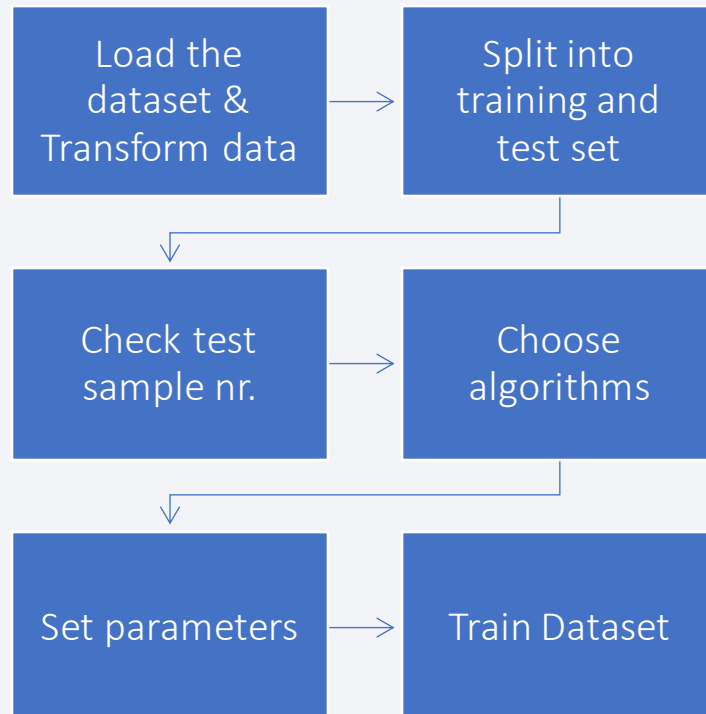 Load the
dataset &
Transform data
Split into
training and
test set
Check test
sample nr.
Choose
algorithms
Set parameters
Train Dataset